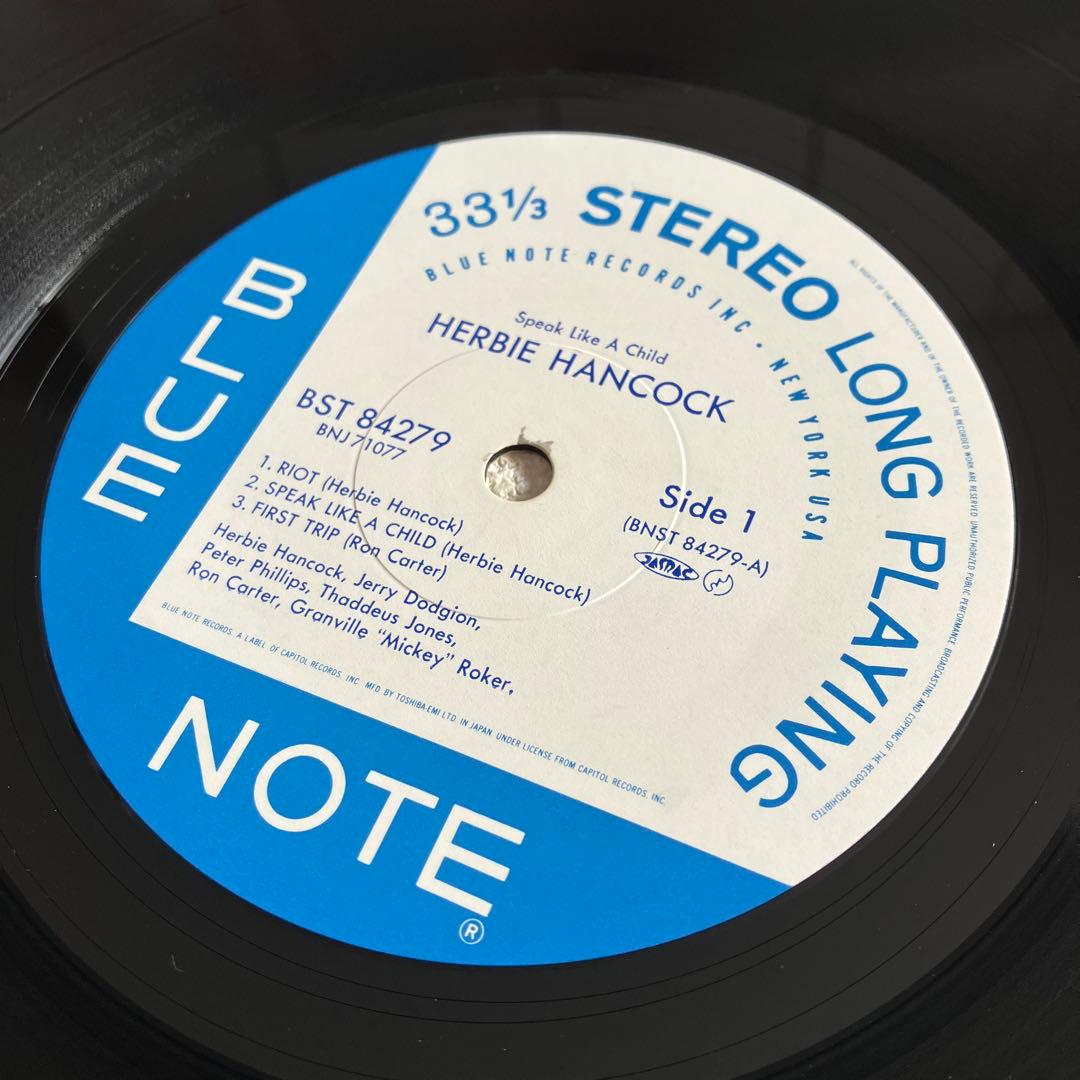 33⅓ STEREO LONG PLAYING
BLUE NOTE RECORDS INC • NEW YORK USA
Speak Like A Child
HERBIE HANCOCK
BST 84279
BNJ 71077
Side 1
(BNST 84279-A)
JASRAC
1. RIOT (Herbie Hancock)
2. SPEAK LIKE A CHILD (Herbie Hancock)
3. FIRST TRIP (Ron Carter)
Herbie Hancock, Jerry Dodgion,
Peter Phillips, Thaddeus Jones,
Ron Carter, Granville "Mickey" Roker.
BLUE NOTE RECORDS. A LABEL OF CAPITOL RECORDS, INC MFD BY TOSHIBA-EMI LTD. IN JAPAN. UNDER LICENSE FROM CAPITOL RECORDS, INC.
ALL RIGHTS OF THE MANUFACTURER AND OF THE OWNER OF THE RECORDED WORK ARE RESERVED UNAUTHORIZED PUBLIC PERFORMANCE BROADCASTING AND COPYING OF THE RECORD PROHIBITED
BLUE
NOTE
®